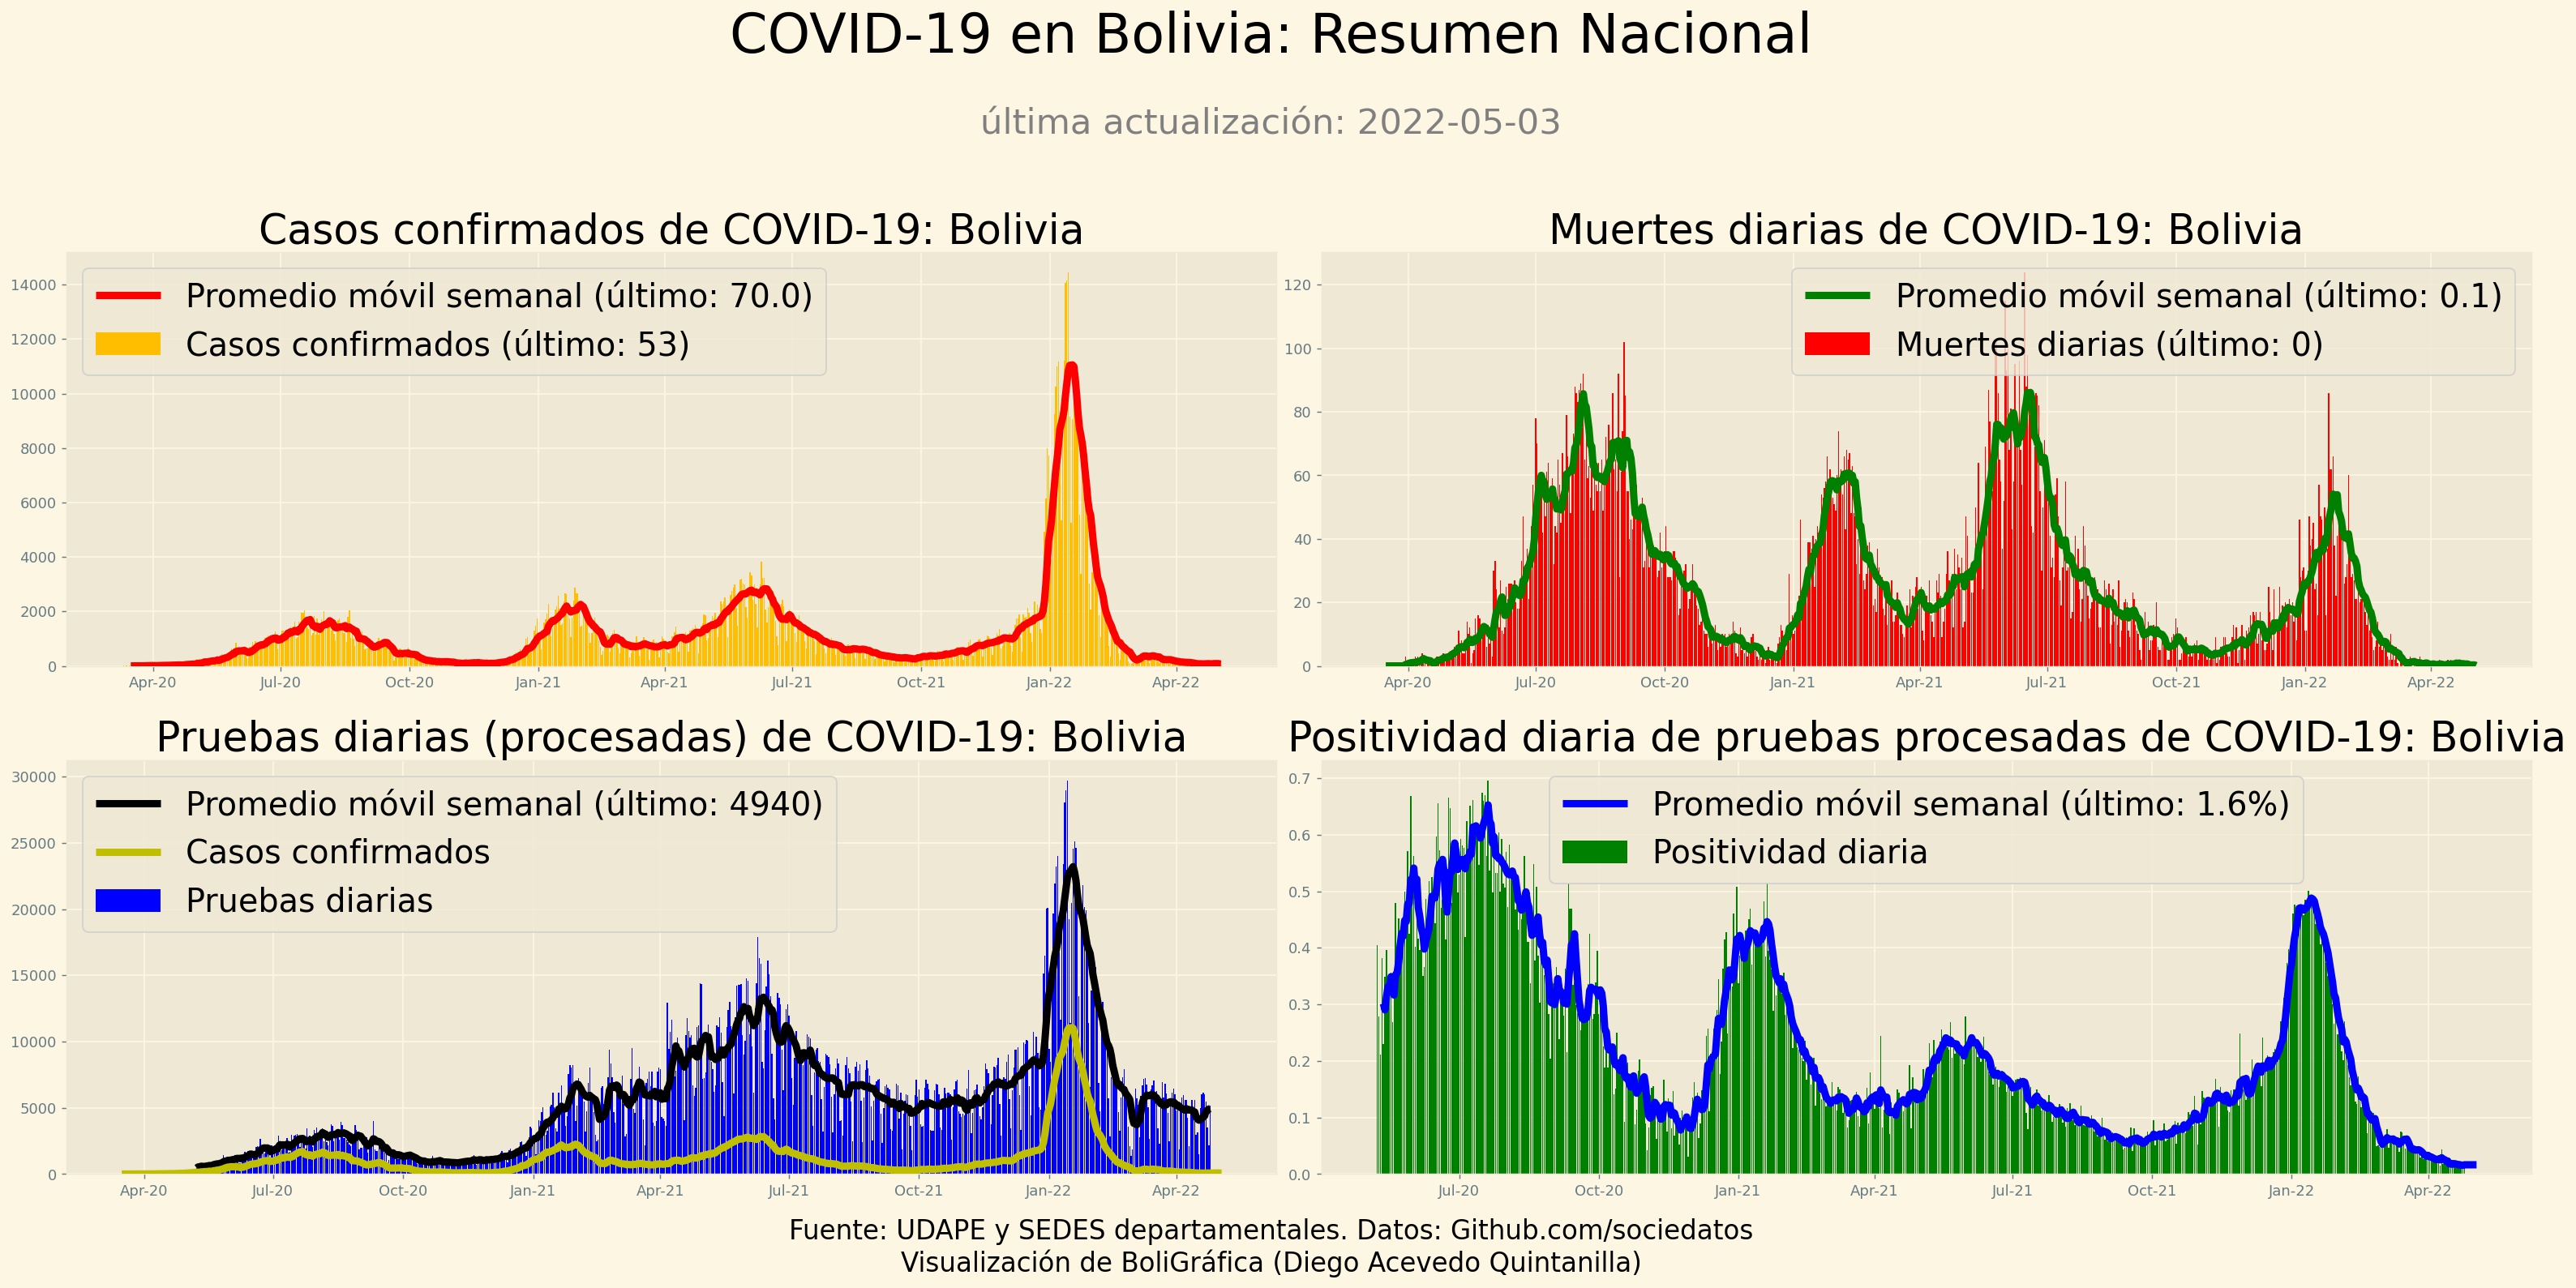 COVID-19 en Bolivia: Resumen Nacional
última actualización: 2022-05-03
Casos confirmados de COVID-19: Bolivia
Promedio móvil semanal (último: 70.0)
Casos confirmados (último: 53)
14000
12000
10000
8000
6000
4000
2000
0
Apr-20 Jul-20 Oct-20 Jan-21 Apr-21 Jul-21 Oct-21 Jan-22 Apr-22
Muertes diarias de COVID-19: Bolivia
Promedio móvil semanal (último: 0.1)
Muertes diarias (último: 0)
120
100
80
60
40
20
0
Apr-20 Jul-20 Oct-20 Jan-21 Apr-21 Jul-21 Oct-21 Jan-22 Apr-22
Pruebas diarias (procesadas) de COVID-19: Bolivia
Promedio móvil semanal (último: 4940)
Casos confirmados
Pruebas diarias
30000
25000
20000
15000
10000
5000
0
Apr-20 Jul-20 Oct-20 Jan-21 Apr-21 Jul-21 Oct-21 Jan-22 Apr-22
Positividad diaria de pruebas procesadas de COVID-19: Bolivia
Promedio móvil semanal (último: 1.6%)
Positividad diaria
0.7
0.6
0.5
0.4
0.3
0.2
0.1
0.0
Jul-20 Oct-20 Jan-21 Apr-21 Jul-21 Oct-21 Jan-22 Apr-22
Fuente: UDAPE y SEDES departamentales. Datos: Github.com/sociedatos
Visualización de BoliGráfica (Diego Acevedo Quintanilla)